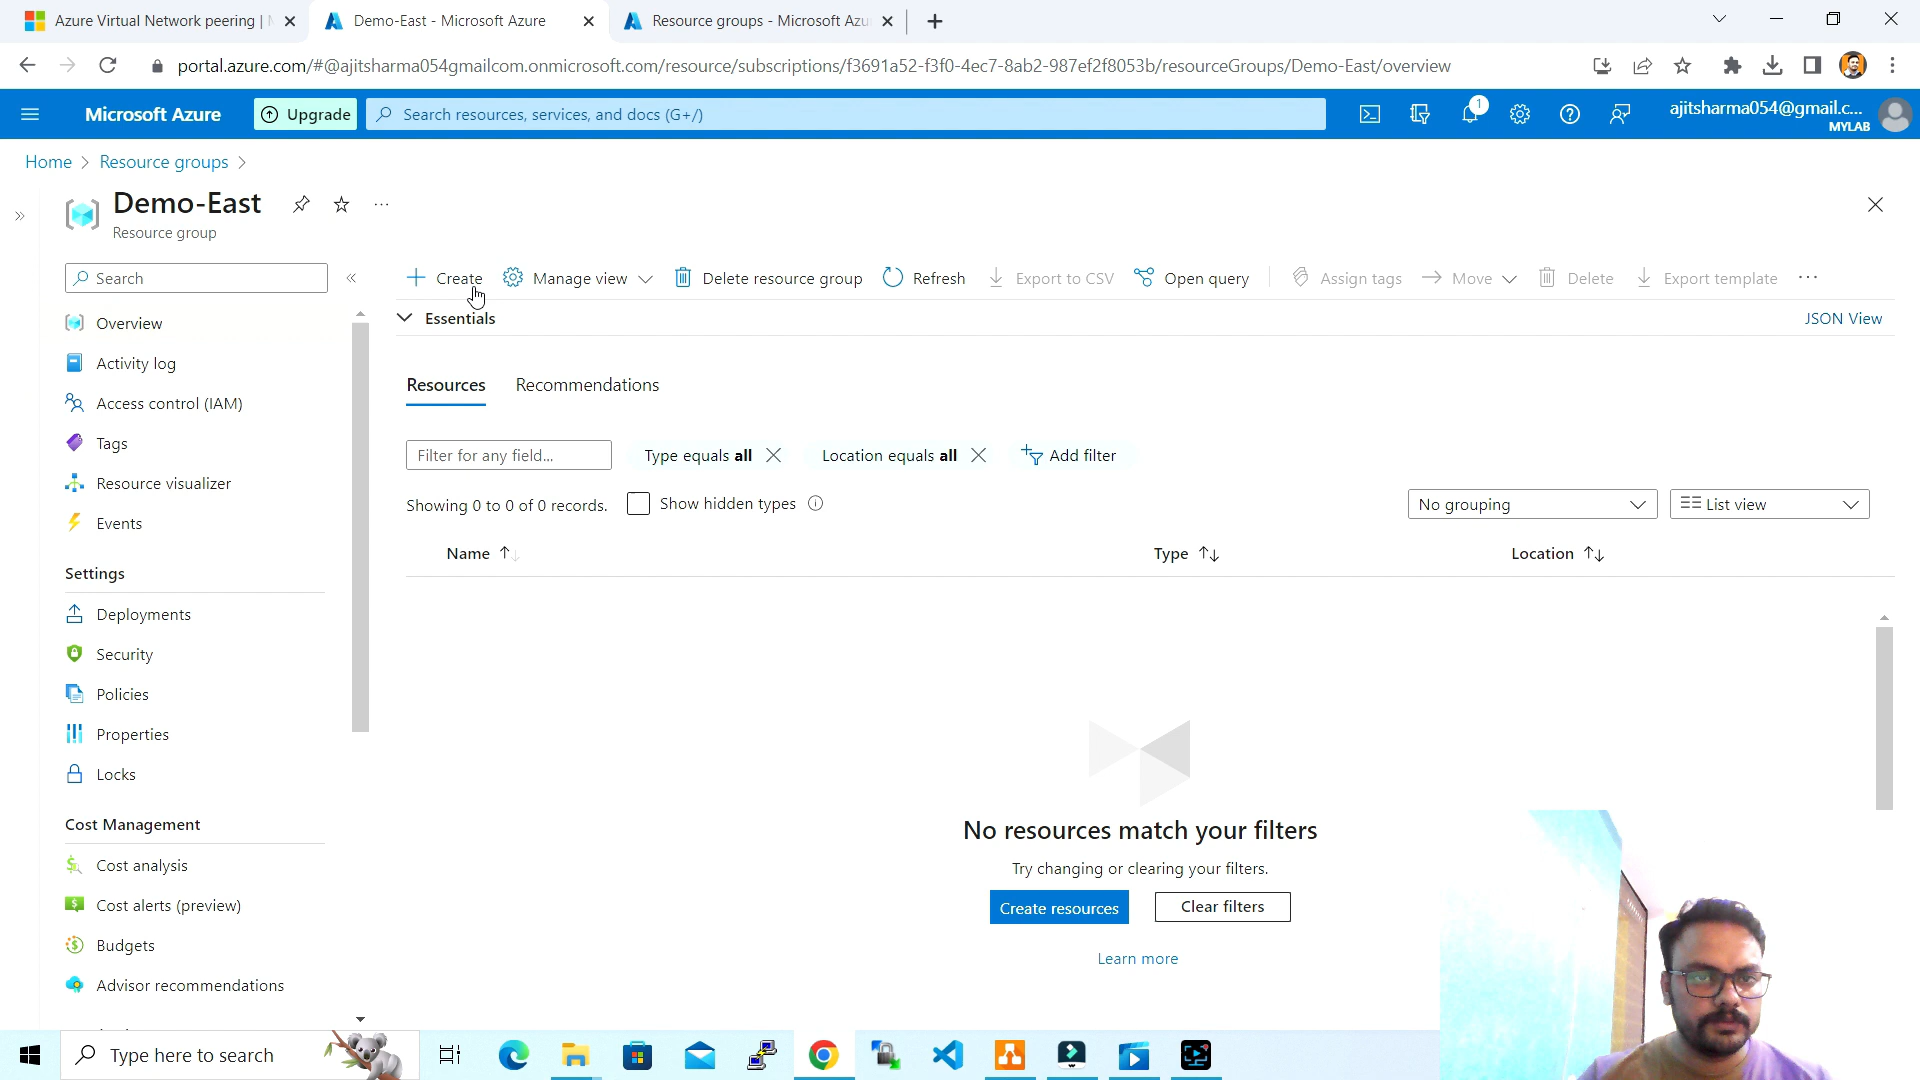 Azure Virtual Network peering |
Demo-East - Microsoft Azure
Resource groups - Microsoft Azu
portal.azure.com/#@ajitsharma054gmailcom.onmicrosoft.com/resource/subscriptions/f3691a52-f3f0-4ec7-8ab2-987ef2f8053b/resourceGroups/Demo-East/overview
Microsoft Azure
Upgrade
Search resources, services, and docs (G+/)
1
ajitsharma054@gmail.c...
MYLAB
Home > Resource groups >
Demo-East
Resource group
Search
Create
Manage view
Delete resource group
Refresh
Export to CSV
Open query
Assign tags
Move
Delete
Export template
Essentials
JSON View
Overview
Activity log
Access control (IAM)
Tags
Resource visualizer
Events
Settings
Deployments
Security
Policies
Properties
Locks
Cost Management
Cost analysis
Cost alerts (preview)
Budgets
Advisor recommendations
Resources
Recommendations
Filter for any field...
Type equals all
Location equals all
Add filter
Showing 0 to 0 of 0 records.
Show hidden types
No grouping
List view
Name
Type
Location
No resources match your filters
Try changing or clearing your filters.
Create resources
Clear filters
Learn more
Type here to search